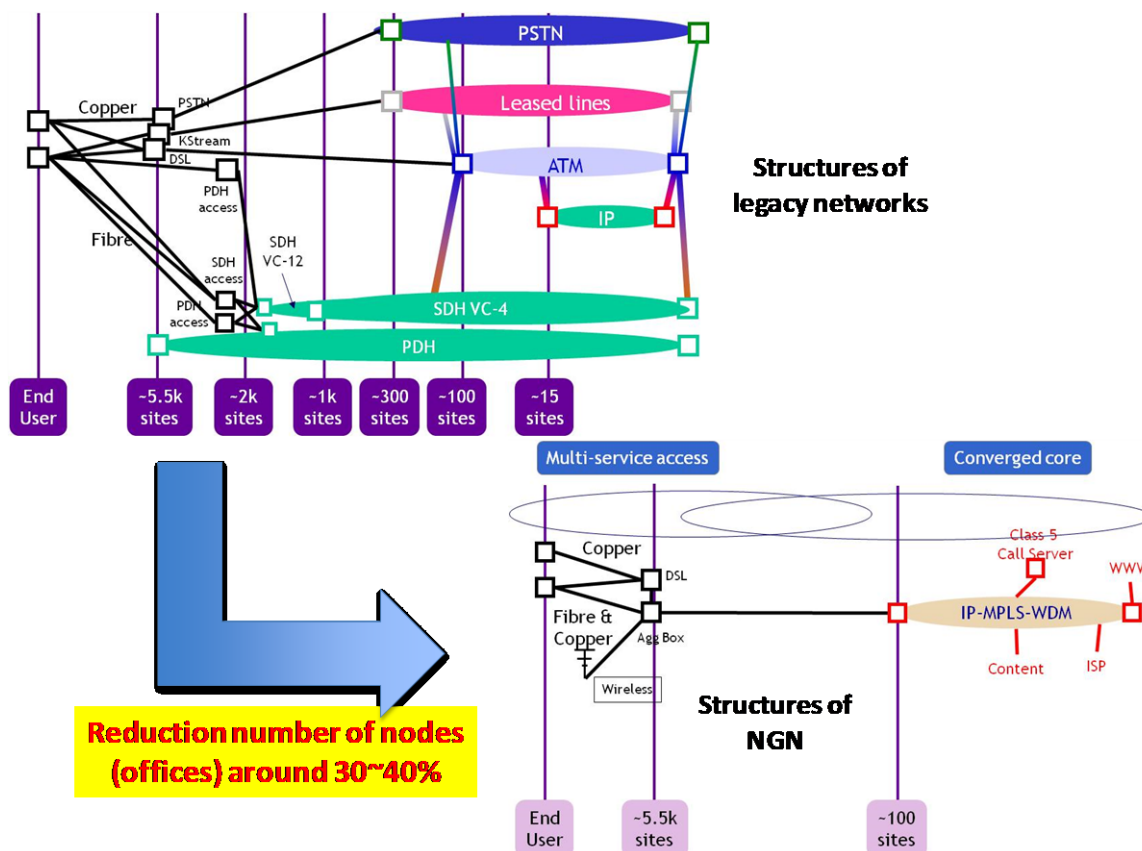 PSTN
Leased lines
ATM
IP
SDH VC-4
PDH
Copper
PSTN
KStream
DSL
PDH
access
Fibre
SDH
access
SDH
VC-12
PDH
access
Structures of
legacy networks
End
User
~5.5k
sites
~2k
sites
~1k
sites
~300
sites
~100
sites
~15
sites
Reduction number of nodes
(offices) around 30~40%
Multi-service access
Converged core
Copper
DSL
Fibre &
Copper
Agg Box
Wireless
Class 5
Call Server
WWW
IP-MPLS-WDM
Content
ISP
Structures of
NGN
End
User
~5.5k
sites
~100
sites